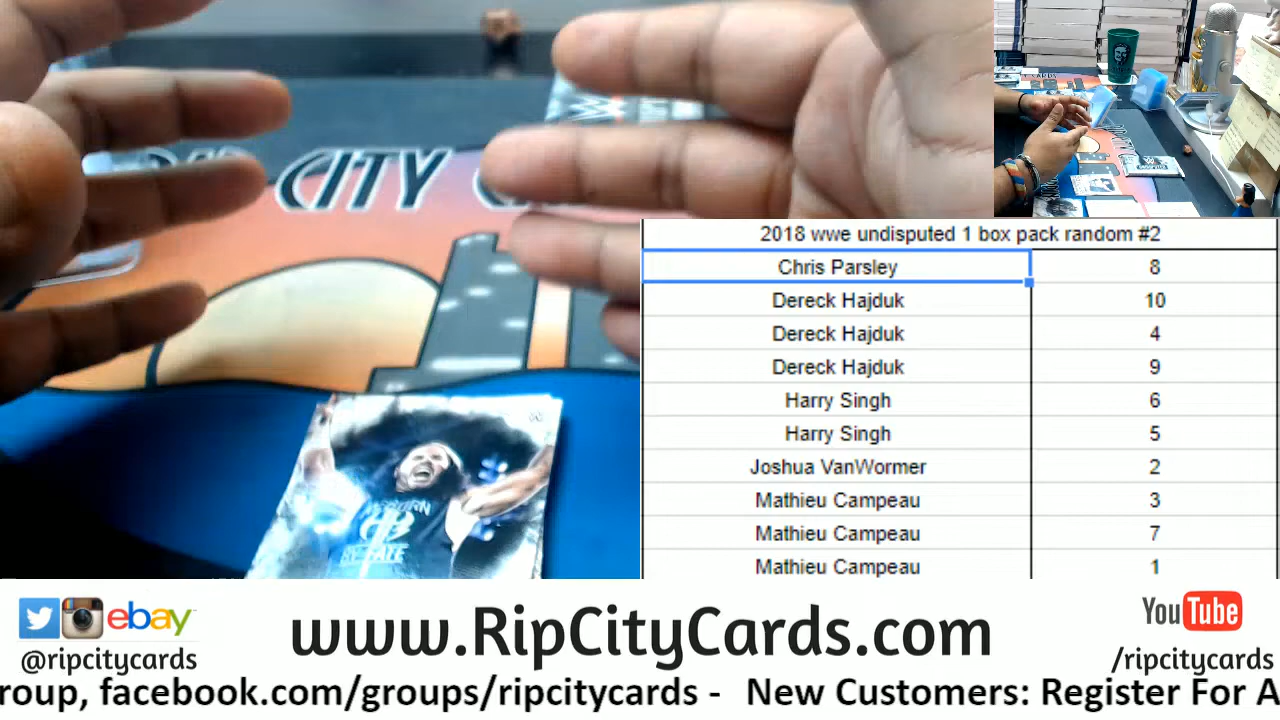 CITY
2018 wwe undisputed 1 box pack random #2
Chris Parsley 8
Dereck Hajduk 10
Dereck Hajduk 4
Dereck Hajduk 9
Harry Singh 6
Harry Singh 5
Joshua VanWormer 2
Mathieu Campeau 3
Mathieu Campeau 7
Mathieu Campeau 1
BY FATE
ebay
@ripcitycards
www.RipCityCards.com
YouTube
/ripcitycards
roup, facebook.com/groups/ripcitycards - New Customers: Register For A